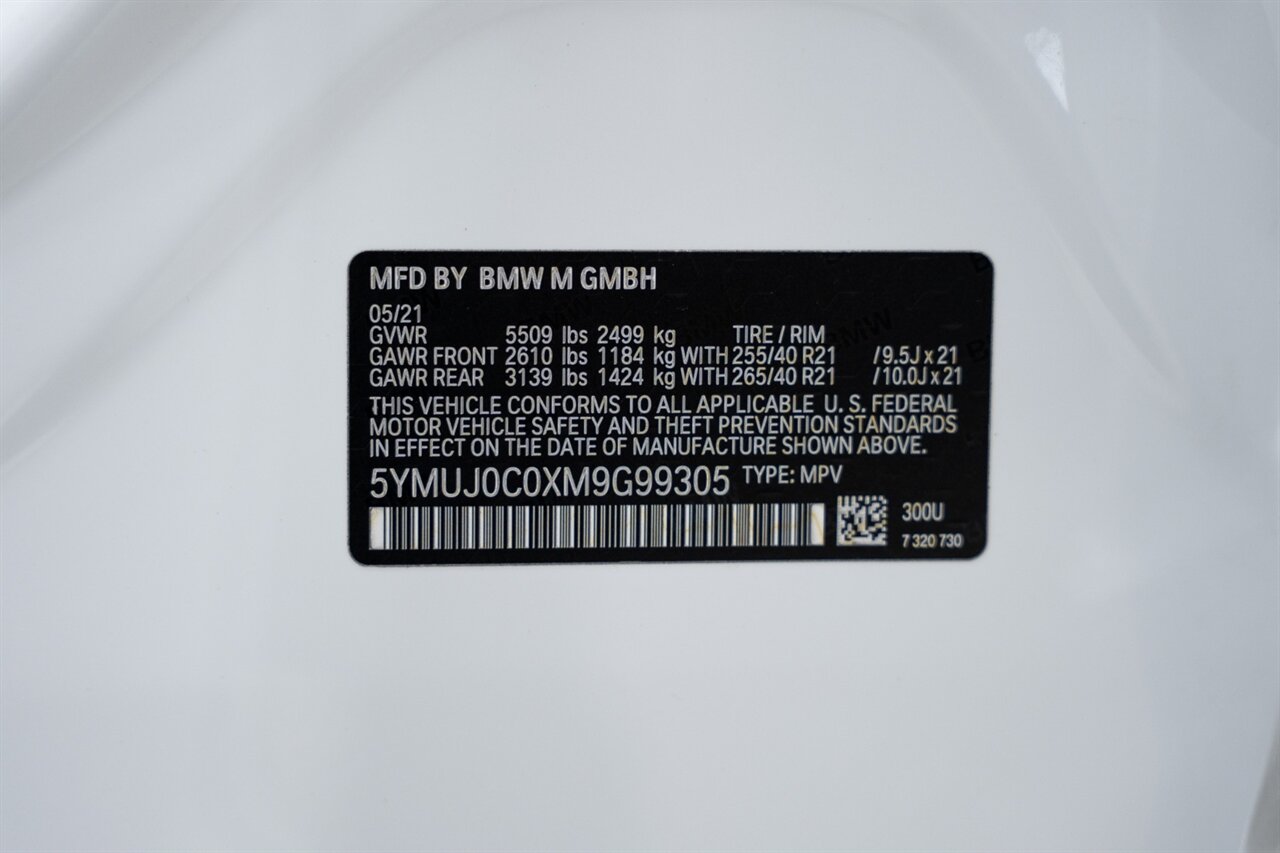 MFD BY BMW M GMBH
05/21
GVWR 5509 lbs 2499 kg TIRE / RIM
GAWR FRONT 2610 lbs 1184 kg WITH 255/40 R21 /9.5J x 21
GAWR REAR 3139 lbs 1424 kg WITH 265/40 R21 /10.0J x 21
THIS VEHICLE CONFORMS TO ALL APPLICABLE U. S. FEDERAL
MOTOR VEHICLE SAFETY AND THEFT PREVENTION STANDARDS
IN EFFECT ON THE DATE OF MANUFACTURE SHOWN ABOVE.
5YMUJ0C0XM9G99305 TYPE: MPV
300U
7 320 730